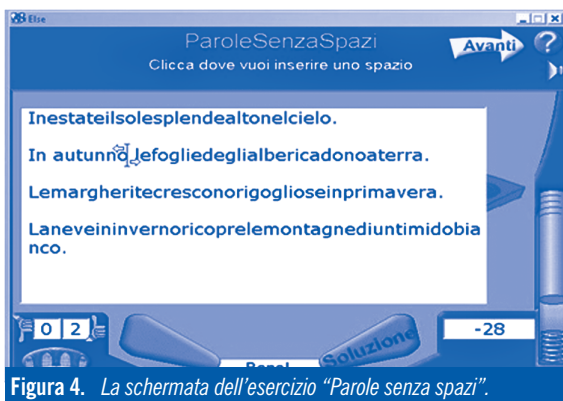 Else
ParoleSenzaSpazi
Avanti
?
Clicca dove vuoi inserire uno spazio
Inestateilsolesplendealtonelcielo.
In autunno lefogliedeglialbericadonoaterra.
Lemargheritecresconorigoglioseinprimavera.
Laneveininvernoricoprelemontagnediuntimidobia
nco.
0 2
Soluzione
-28
Figura 4. La schermata dell'esercizio “Parole senza spazi”.